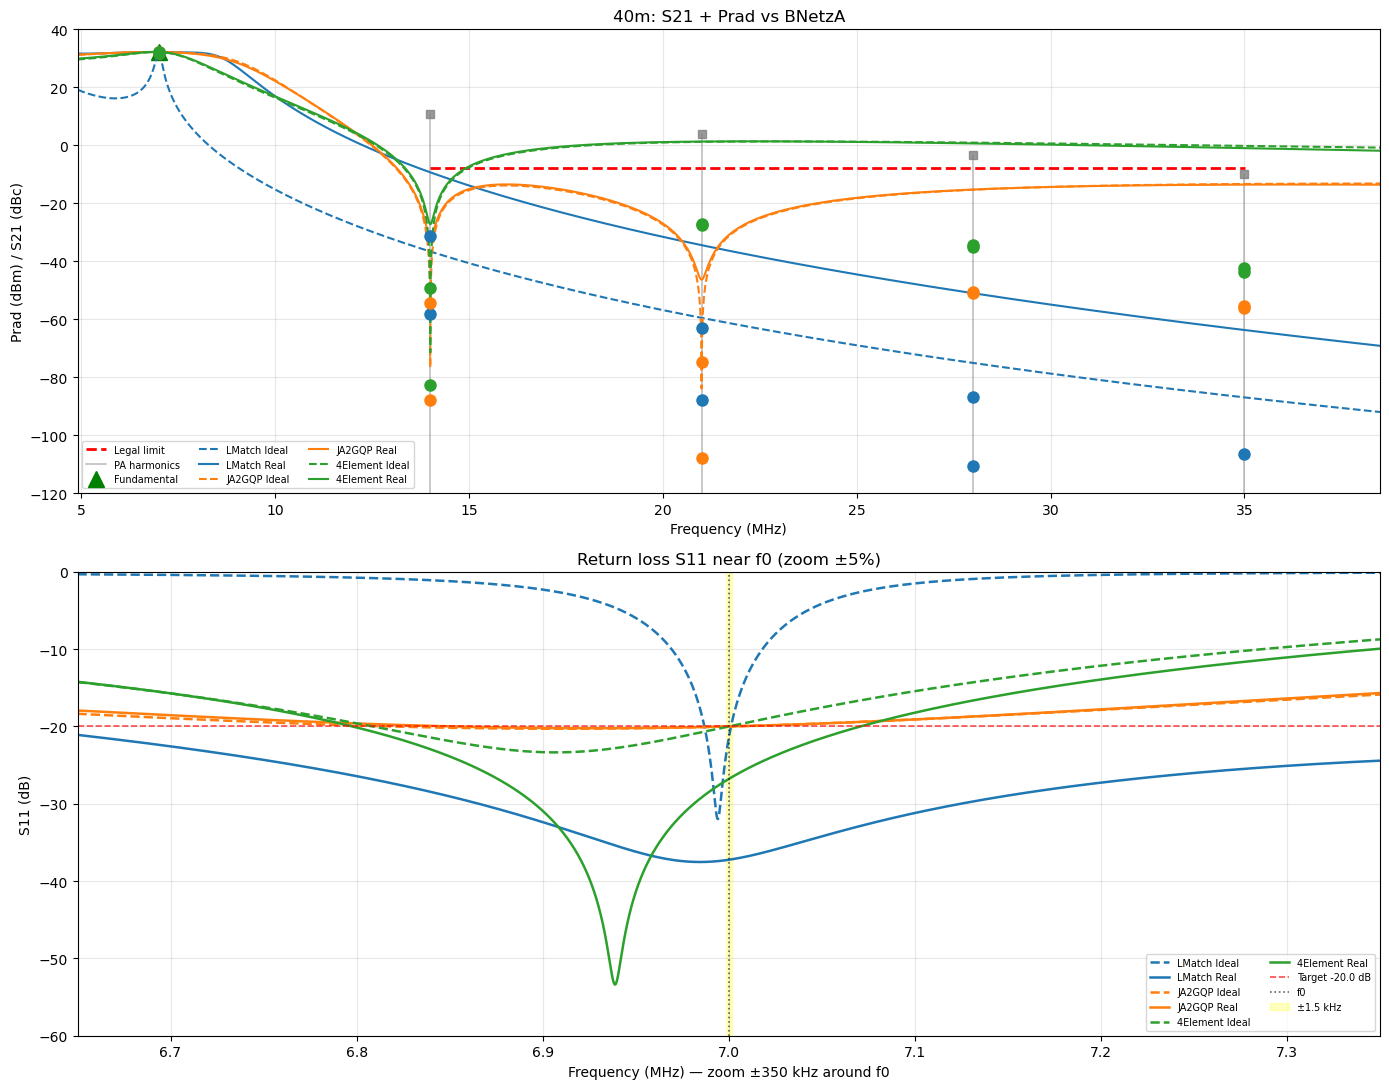 40m: S21 + Prad vs BNetzA
Prad (dBm) / S21 (dBc)
40
20
0
−20
−40
−60
−80
−100
−120
Legal limit
PA harmonics
Fundamental
LMatch Ideal
LMatch Real
JA2GQP Ideal
JA2GQP Real
4Element Ideal
4Element Real
5
10
15
20
25
30
35
Frequency (MHz)
Return loss S11 near f0 (zoom ±5%)
S11 (dB)
0
−10
−20
−30
−40
−50
−60
LMatch Ideal
LMatch Real
JA2GQP Ideal
JA2GQP Real
4Element Ideal
4Element Real
Target -20.0 dB
f0
±1.5 kHz
6.7
6.8
6.9
7.0
7.1
7.2
7.3
Frequency (MHz) — zoom ±350 kHz around f0